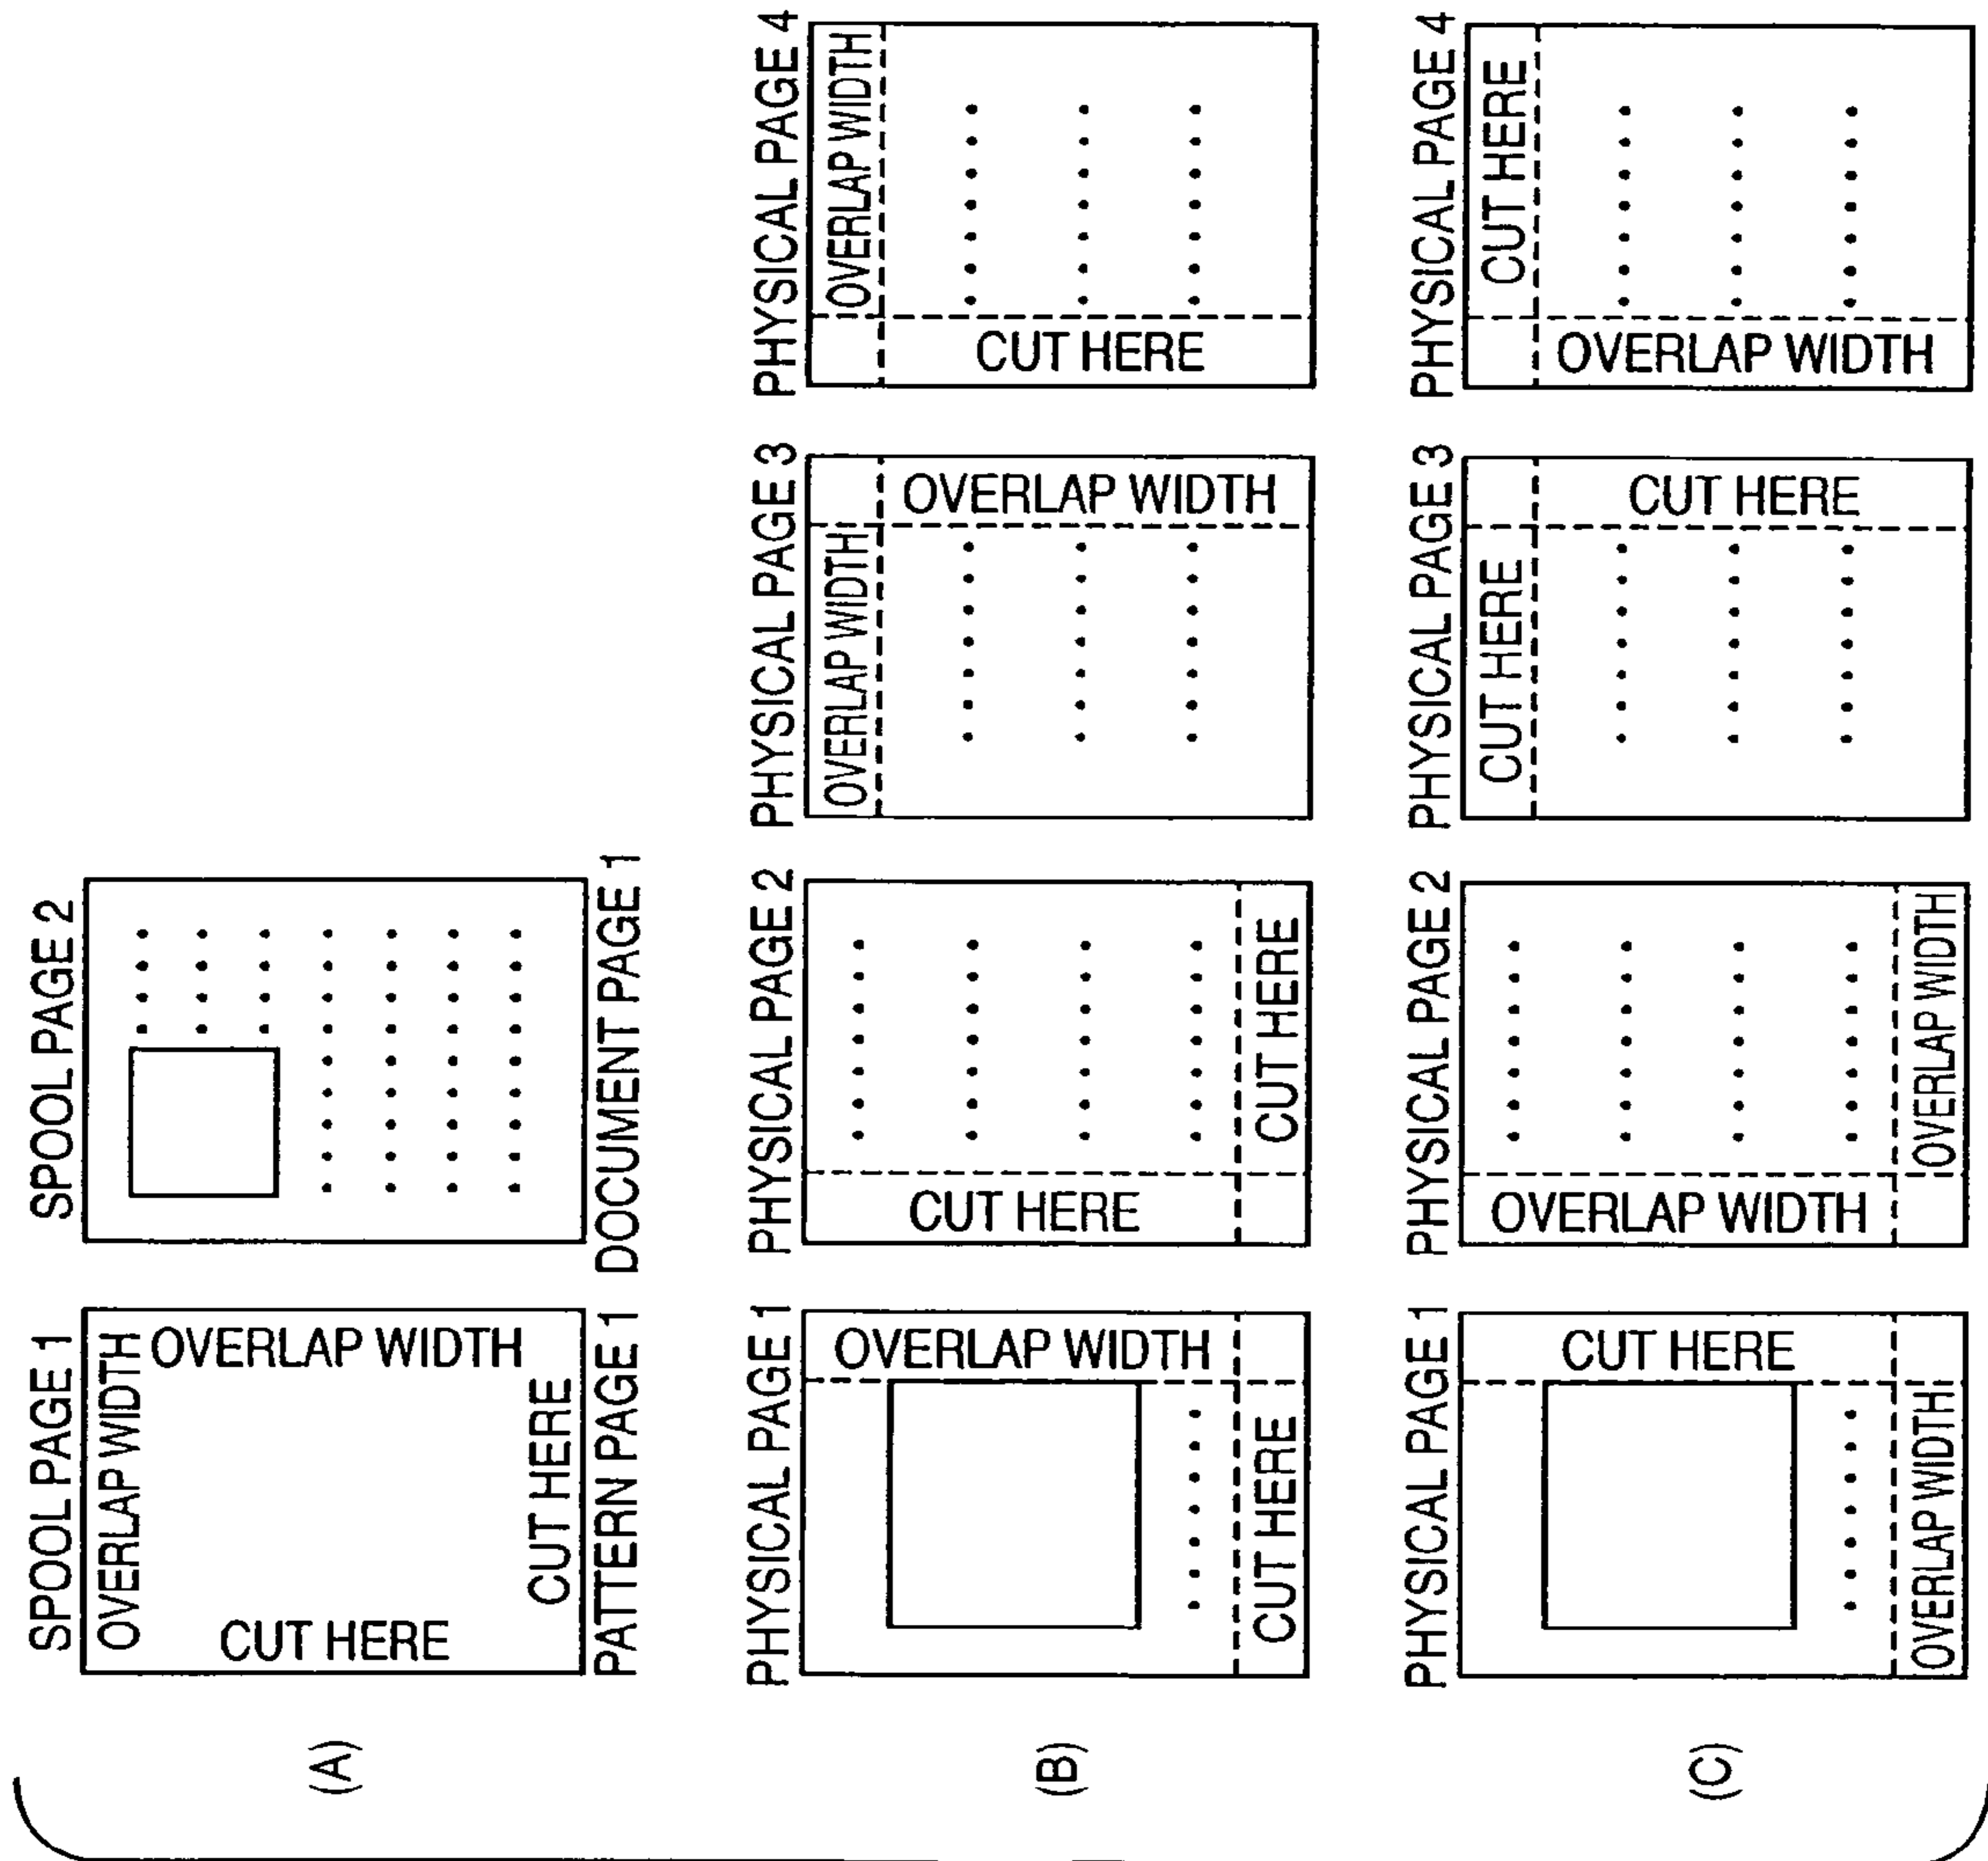 (A)
SPOOL PAGE 1
OVERLAP WIDTH
OVERLAP WIDTH
CUT HERE
CUT HERE
PATTERN PAGE 1
SPOOL PAGE 2
DOCUMENT PAGE 1
(B)
PHYSICAL PAGE 1
OVERLAP WIDTH
CUT HERE
PHYSICAL PAGE 2
CUT HERE
CUT HERE
PHYSICAL PAGE 3
OVERLAP WIDTH
OVERLAP WIDTH
PHYSICAL PAGE 4
OVERLAP WIDTH
CUT HERE
(C)
PHYSICAL PAGE 1
CUT HERE
OVERLAP WIDTH
PHYSICAL PAGE 2
OVERLAP WIDTH
OVERLAP WIDTH
PHYSICAL PAGE 3
CUT HERE
CUT HERE
PHYSICAL PAGE 4
CUT HERE
OVERLAP WIDTH